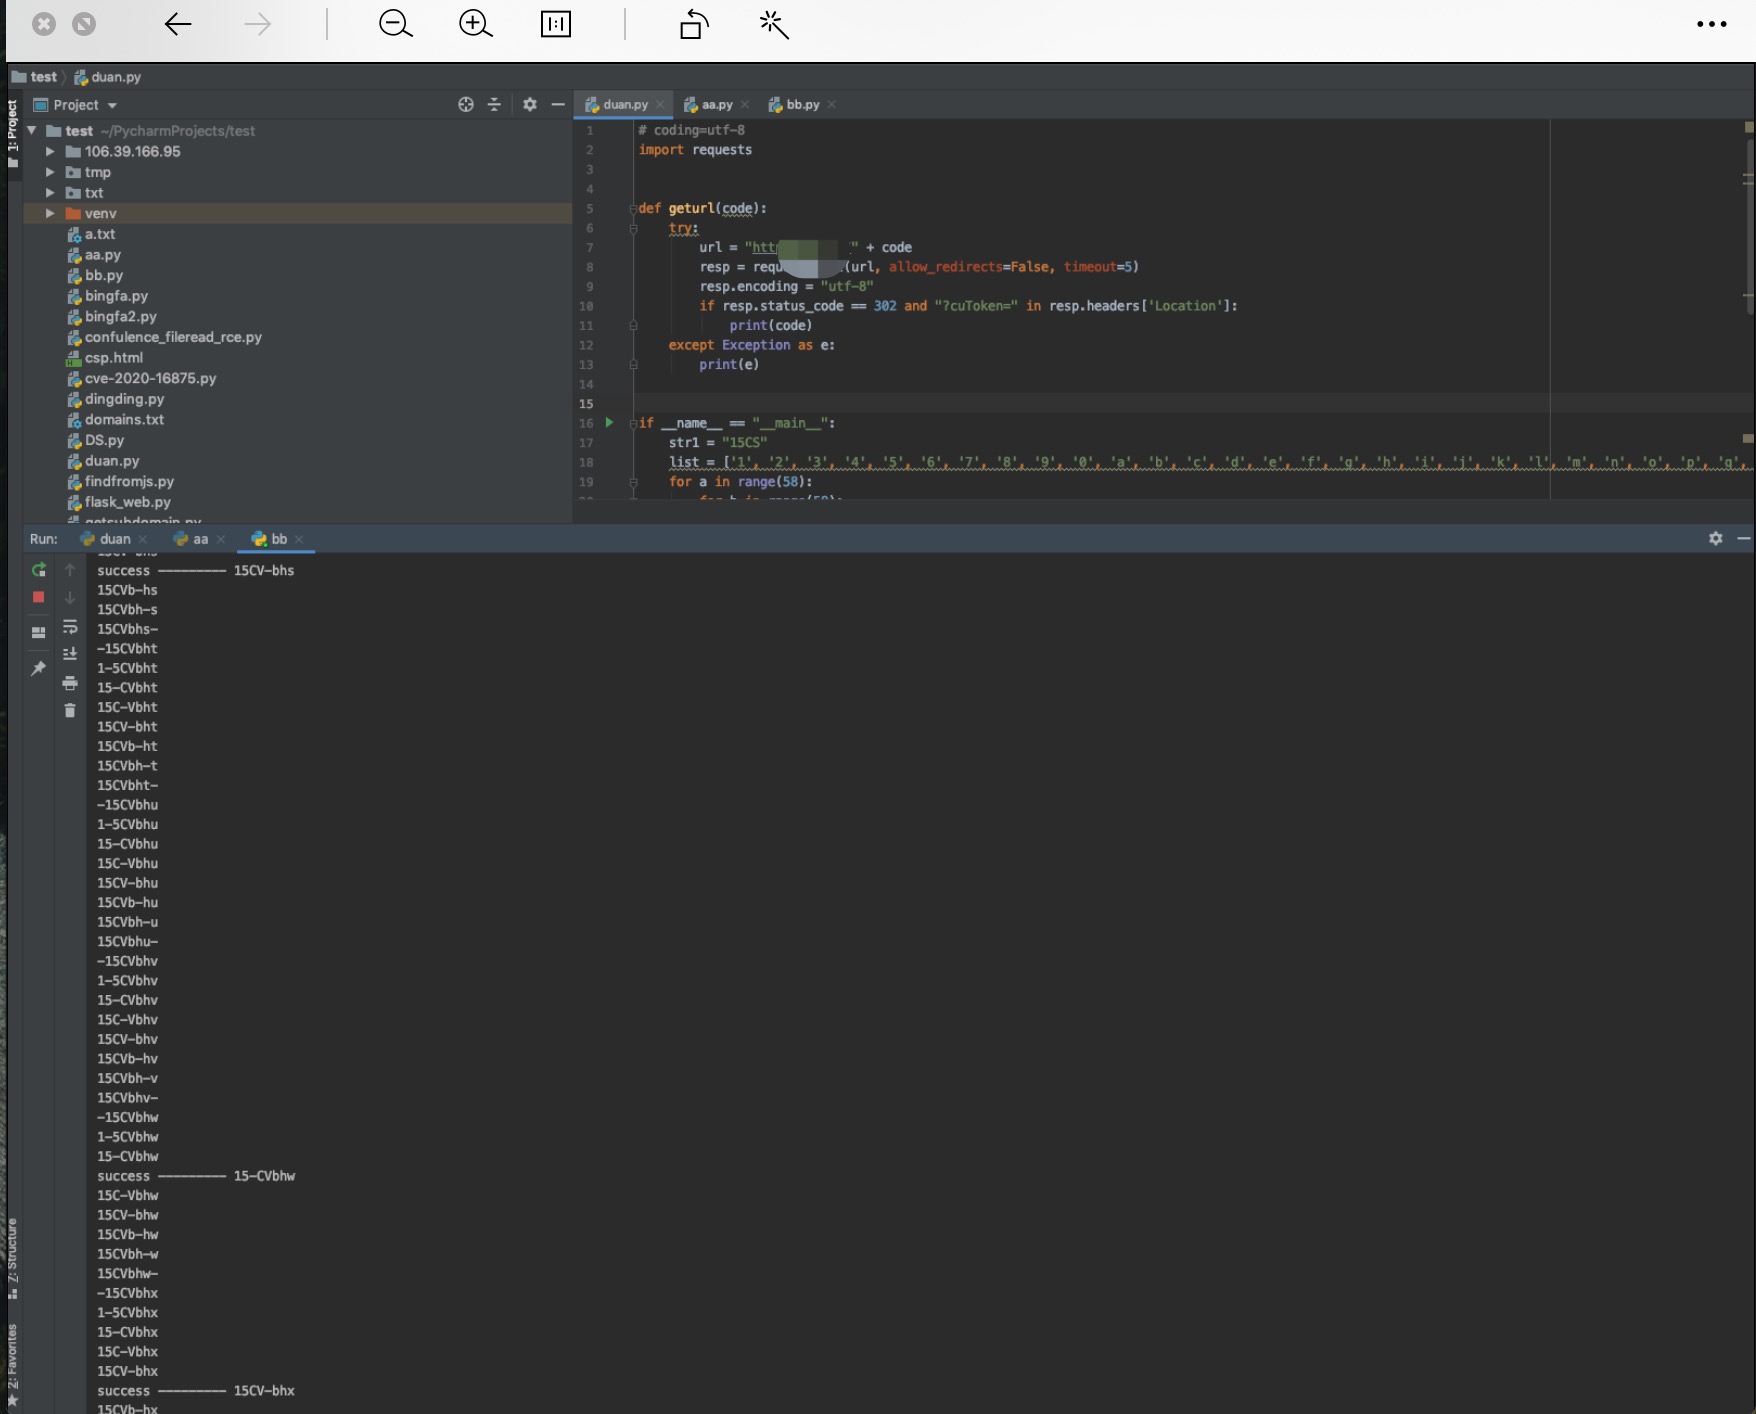 test duan.py
Project
duan.py aa.py bb.py
1: Project
test ~/PycharmProjects/test
106.39.166.95
tmp
txt
venv
a.txt
aa.py
bb.py
bingfa.py
bingfa2.py
confulence_fileread_rce.py
csp.html
cve-2020-16875.py
dingding.py
domains.txt
DS.py
duan.py
findfromjs.py
flask_web.py
getsubdomain.py
1 # coding=utf-8
2 import requests
3
4
5 def geturl(code):
6 try:
7 url = "htt " + code
8 resp = requ (url, allow_redirects=False, timeout=5)
9 resp.encoding = "utf-8"
10 if resp.status_code == 302 and "?cuToken=" in resp.headers['Location']:
11 print(code)
12 except Exception as e:
13 print(e)
14
15
16 if __name__ == "__main__":
17 str1 = "15CS"
18 list = ['1', '2', '3', '4', '5', '6', '7', '8', '9', '0', 'a', 'b', 'c', 'd', 'e', 'f', 'g', 'h', 'i', 'j', 'k', 'l', 'm', 'n', 'o', 'p', 'q',
19 for a in range(58):
Run: duan aa bb
success ───────── 15CV-bhs
15CVb-hs
15CVbh-s
15CVbhs-
-15CVbht
1-5CVbht
15-CVbht
15C-Vbht
15CV-bht
15CVb-ht
15CVbh-t
15CVbht-
-15CVbhu
1-5CVbhu
15-CVbhu
15C-Vbhu
15CV-bhu
15CVb-hu
15CVbh-u
15CVbhu-
-15CVbhv
1-5CVbhv
15-CVbhv
15C-Vbhv
15CV-bhv
15CVb-hv
15CVbh-v
15CVbhv-
-15CVbhw
1-5CVbhw
15-CVbhw
success ───────── 15-CVbhw
15C-Vbhw
15CV-bhw
15CVb-hw
15CVbh-w
15CVbhw-
-15CVbhx
1-5CVbhx
15-CVbhx
15C-Vbhx
15CV-bhx
success ───────── 15CV-bhx
15CVb-hx
7: Structure
2: Favorites